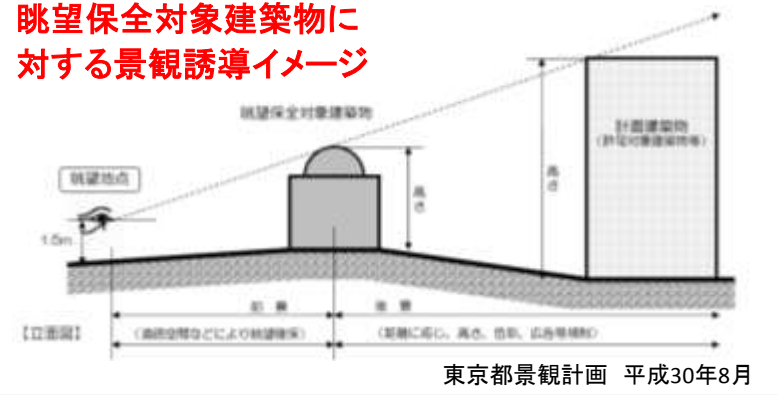 眺望保全対象建築物に
対する景観誘導イメージ
眺望保全対象建築物
計画建築物
(許可対象建築物等)
眺望地点
高さ
高さ
1.5m
前 景
後 景
【立面図】
(道路空間などにより眺望確保)
(距離に応じ、高さ、色彩、広告等規制)
東京都景観計画 平成30年8月